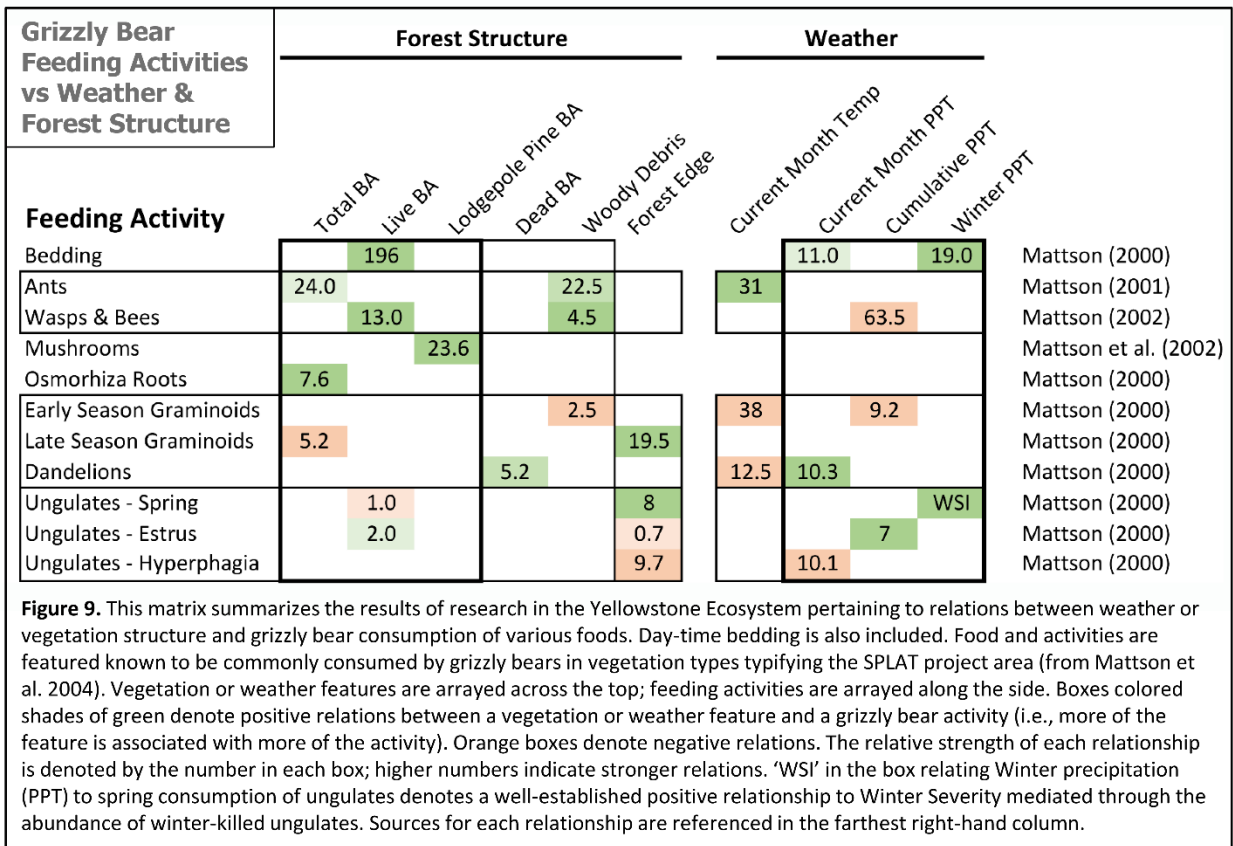 Grizzly Bear
Feeding Activities
vs Weather &
Forest Structure
Forest Structure
Weather
Total BA
Live BA
Lodgepole Pine BA
Dead BA
Woody Debris
Forest Edge
Current Month Temp
Current Month PPT
Cumulative PPT
Winter PPT
Feeding Activity
Bedding 196 11.0 19.0 Mattson (2000)
Ants 24.0 22.5 31 Mattson (2001)
Wasps & Bees 13.0 4.5 63.5 Mattson (2002)
Mushrooms 23.6 Mattson et al. (2002)
Osmorhiza Roots 7.6 Mattson (2000)
Early Season Graminoids 2.5 38 9.2 Mattson (2000)
Late Season Graminoids 5.2 19.5 Mattson (2000)
Dandelions 5.2 12.5 10.3 Mattson (2000)
Ungulates - Spring 1.0 8 WSI Mattson (2000)
Ungulates - Estrus 2.0 0.7 7 Mattson (2000)
Ungulates - Hyperphagia 9.7 10.1 Mattson (2000)
Figure 9. This matrix summarizes the results of research in the Yellowstone Ecosystem pertaining to relations between weather or
vegetation structure and grizzly bear consumption of various foods. Day-time bedding is also included. Food and activities are
featured known to be commonly consumed by grizzly bears in vegetation types typifying the SPLAT project area (from Mattson et
al. 2004). Vegetation or weather features are arrayed across the top; feeding activities are arrayed along the side. Boxes colored
shades of green denote positive relations between a vegetation or weather feature and a grizzly bear activity (i.e., more of the
feature is associated with more of the activity). Orange boxes denote negative relations. The relative strength of each relationship
is denoted by the number in each box; higher numbers indicate stronger relations. ‘WSI’ in the box relating Winter precipitation
(PPT) to spring consumption of ungulates denotes a well-established positive relationship to Winter Severity mediated through the
abundance of winter-killed ungulates. Sources for each relationship are referenced in the farthest right-hand column.